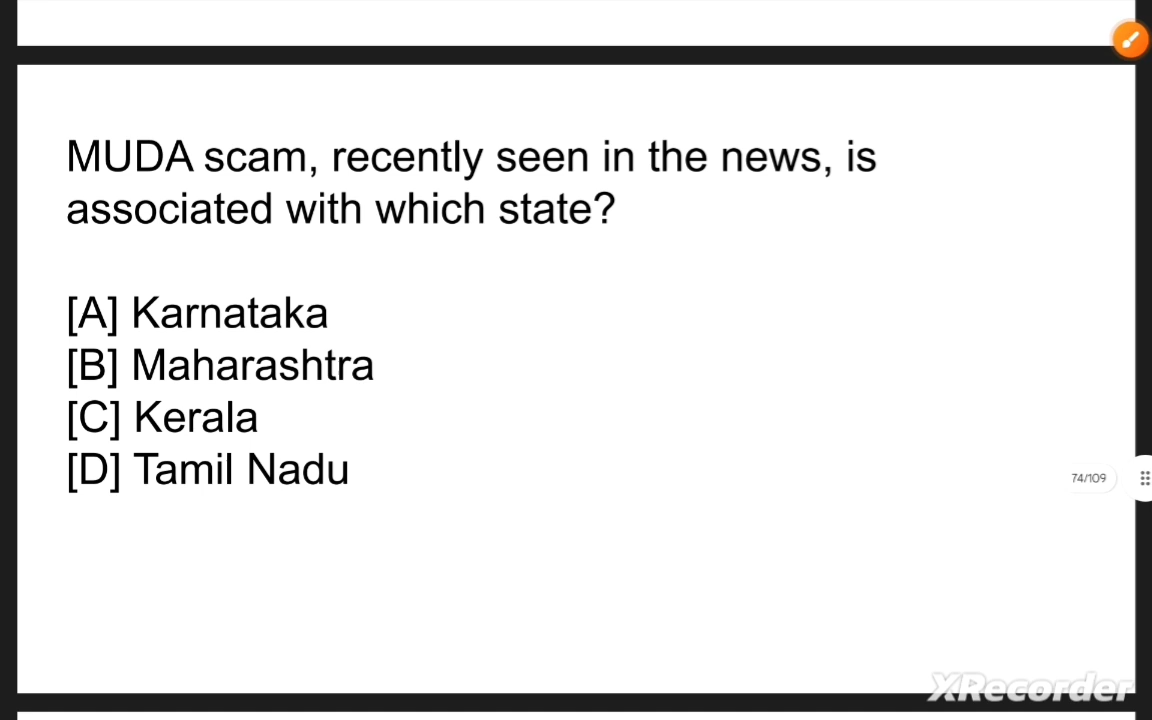 MUDA scam, recently seen in the news, is
associated with which state?
[A] Karnataka
[B] Maharashtra
[C] Kerala
[D] Tamil Nadu
74/109
XRecorder